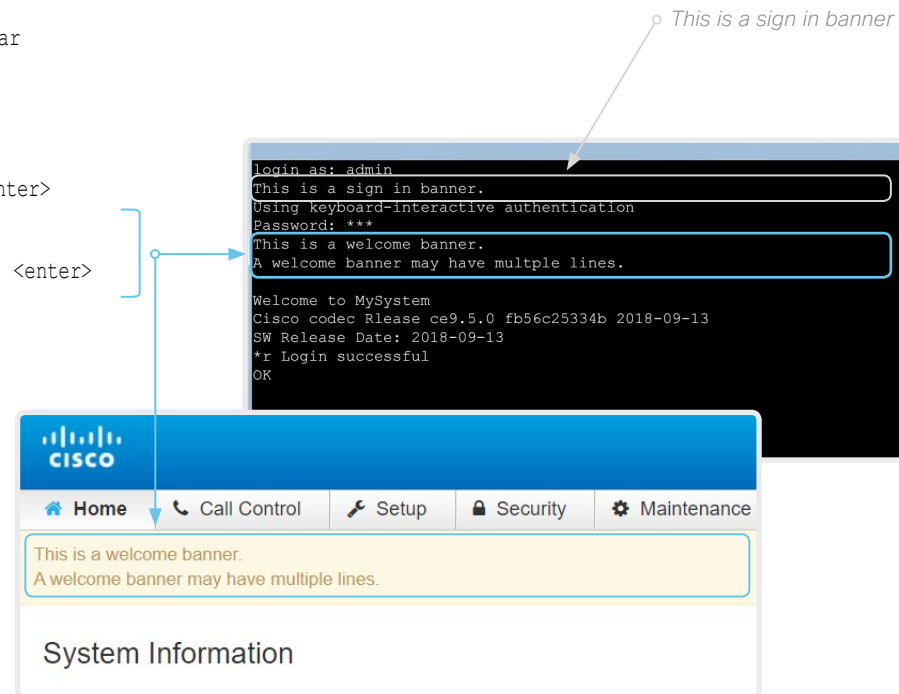 This is a sign in banner
ar
nter>
<enter>
login as: admin
This is a sign in banner.
Using keyboard-interactive authentication
Password: ***
This is a welcome banner.
A welcome banner may have multple lines.
Welcome to MySystem
Cisco codec Rlease ce9.5.0 fb56c25334b 2018-09-13
SW Release Date: 2018-09-13
*r Login successful
OK
CISCO
Home Call Control Setup Security Maintenance
This is a welcome banner.
A welcome banner may have multiple lines.
System Information